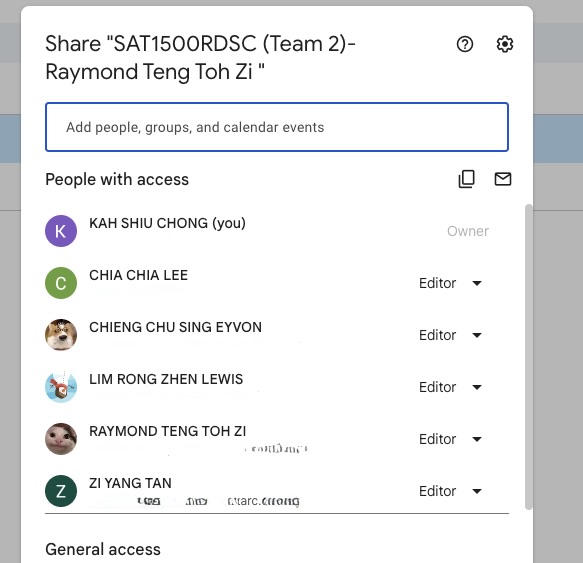 Share "SAT1500RDSC (Team 2)-
Raymond Teng Toh Zi "
Add people, groups, and calendar events
People with access
K KAH SHIU CHONG (you)
Owner
C CHIA CHIA LEE
Editor
CHIENG CHU SING EYVON
Editor
LIM RONG ZHEN LEWIS
Editor
RAYMOND TENG TOH ZI
Editor
Z ZI YANG TAN
Editor
General access